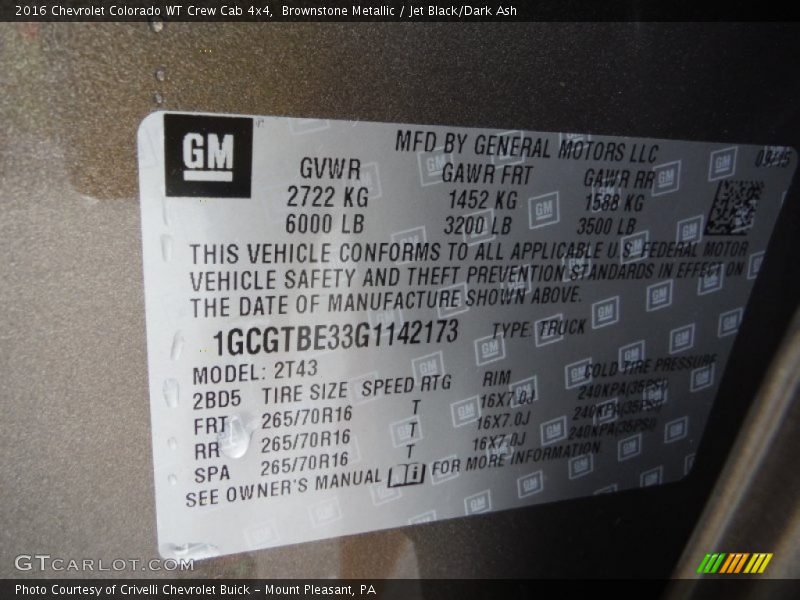 2016 Chevrolet Colorado WT Crew Cab 4x4,  Brownstone Metallic / Jet Black/Dark Ash
GM
MFD BY GENERAL MOTORS LLC
GVWR GAWR FRT GAWR RR
2722 KG 1452 KG 1588 KG
6000 LB 3200 LB 3500 LB
THIS VEHICLE CONFORMS TO ALL APPLICABLE U.S. FEDERAL MOTOR
VEHICLE SAFETY AND THEFT PREVENTION STANDARDS IN EFFECT ON
THE DATE OF MANUFACTURE SHOWN ABOVE.
1GCGTBE33G1142173 TYPE: TRUCK
MODEL: 2T43
2BD5 TIRE SIZE SPEED RTG RIM COLD TIRE PRESSURE
FRT 265/70R16 T 16X7.0J 240KPA(35PSI)
RR 265/70R16 T 16X7.0J 240KPA(35PSI)
SPA 265/70R16 T 16X7.0J 240KPA(35PSI)
SEE OWNER'S MANUAL FOR MORE INFORMATION.
GTCARLOT.COM
Photo Courtesy of Crivelli Chevrolet Buick - Mount Pleasant, PA